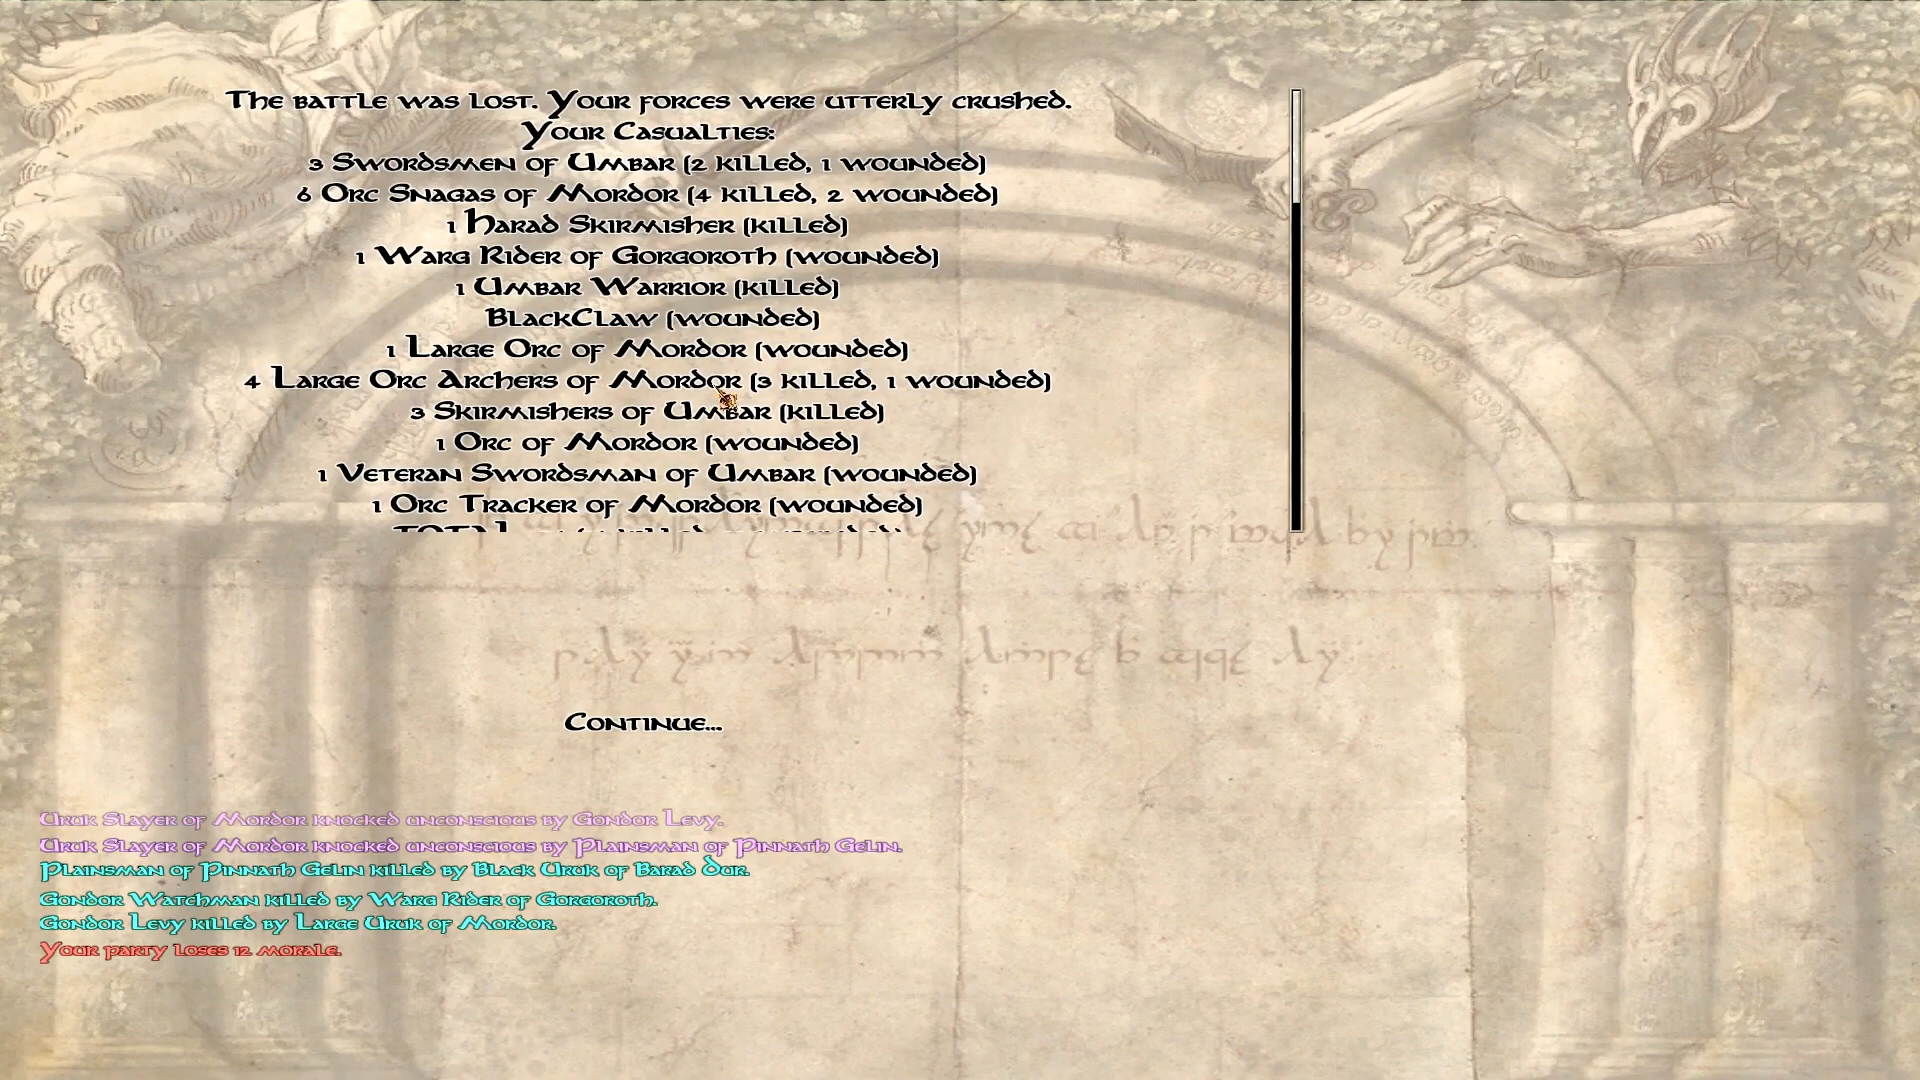 The battle was lost. Your forces were utterly crushed.
Your Casualties:
3 Swordsmen of Umbar (2 killed, 1 wounded)
6 Orc Snagas of Mordor (4 killed, 2 wounded)
1 Harad Skirmisher (killed)
1 Warg Rider of Gorgoroth (wounded)
1 Umbar Warrior (killed)
BlackClaw (wounded)
1 Large Orc of Mordor (wounded)
4 Large Orc Archers of Mordor (3 killed, 1 wounded)
3 Skirmishers of Umbar (killed)
1 Orc of Mordor (wounded)
1 Veteran Swordsman of Umbar (wounded)
1 Orc Tracker of Mordor (wounded)
Continue...
Uruk Slayer of Mordor knocked unconscious by Gondor Levy.
Uruk Slayer of Mordor knocked unconscious by Plainsman of Pinnath Gelin.
Plainsman of Pinnath Gelin killed by Black Uruk of Barad Dur.
Gondor Watchman killed by Warg Rider of Gorgoroth.
Gondor Levy killed by Large Uruk of Mordor.
Your party loses 12 morale.